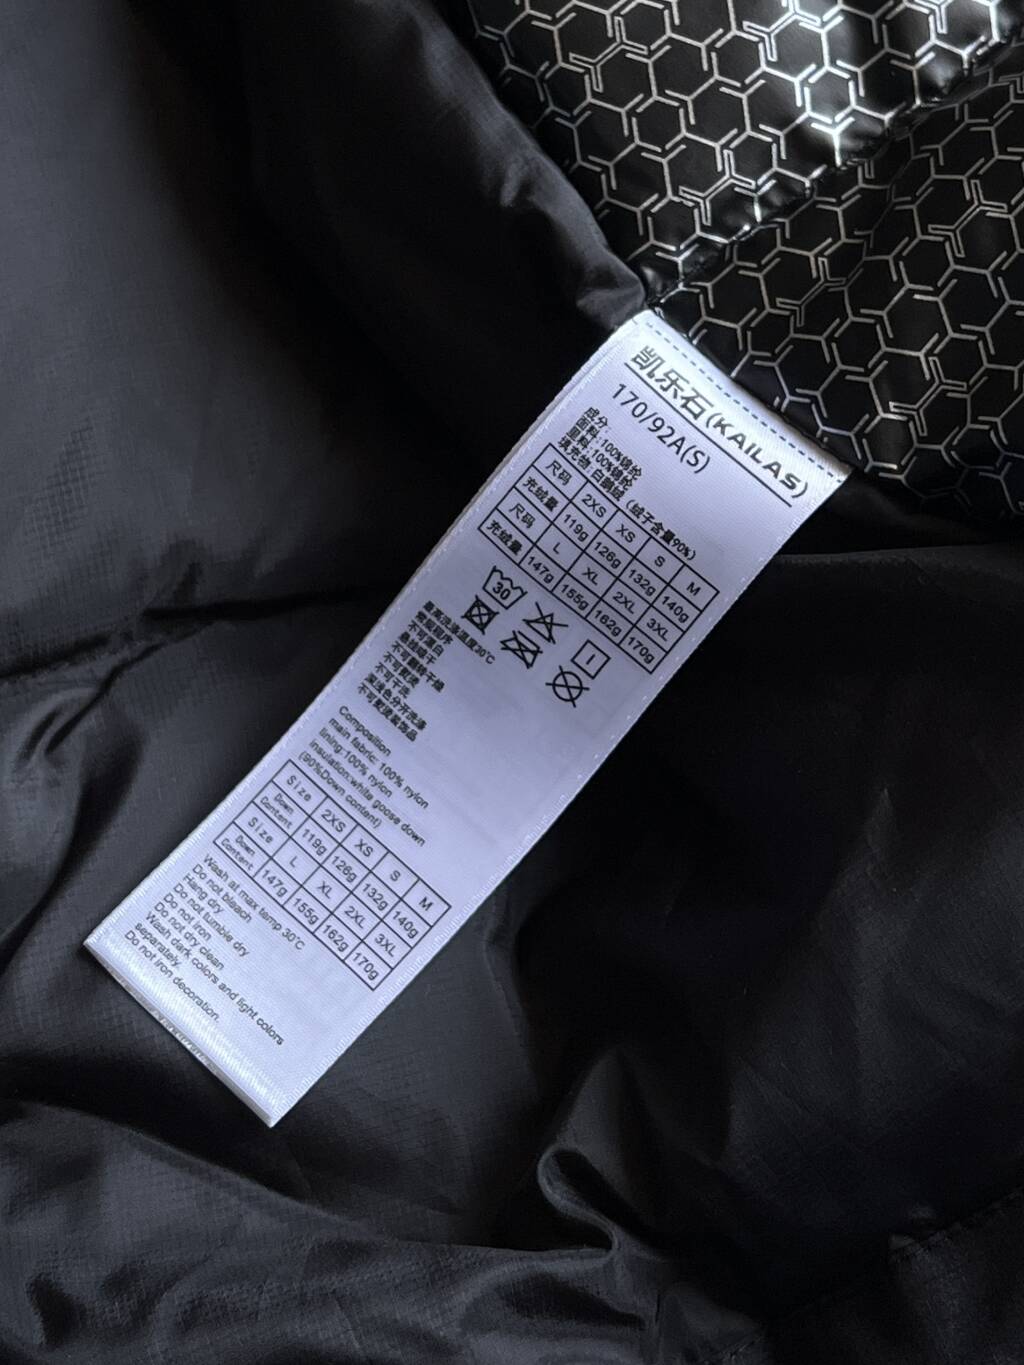 凯乐石(KAILAS)
170/92A(S)
成分:
面料: 100%锦纶
里料: 100%锦纶
填充物: 白鹅绒（绒子含量90%）
尺码 2XS XS S M
充绒量 119g 126g 132g 140g
尺码 L XL 2XL 3XL
充绒量 147g 155g 162g 170g
30
最高洗涤温度30℃
常规程序
不可漂白
悬挂晾干
不可翻转干燥
不可熨烫
不可干洗
深浅色分开洗涤
不可熨烫装饰品
Composition
main fabric: 100% nylon
lining:100% nylon
insulation:white goose down
(90%Down content)
Size 2XS XS S M
Down Content 119g 126g 132g 140g
Size L XL 2XL 3XL
Down Content 147g 155g 162g 170g
Wash at max temp 30℃
Do not bleach
Hang dry
Do not tumble dry
Do not iron
Do not dry clean
Wash dark colors and light colors
separately.
Do not iron decoration.